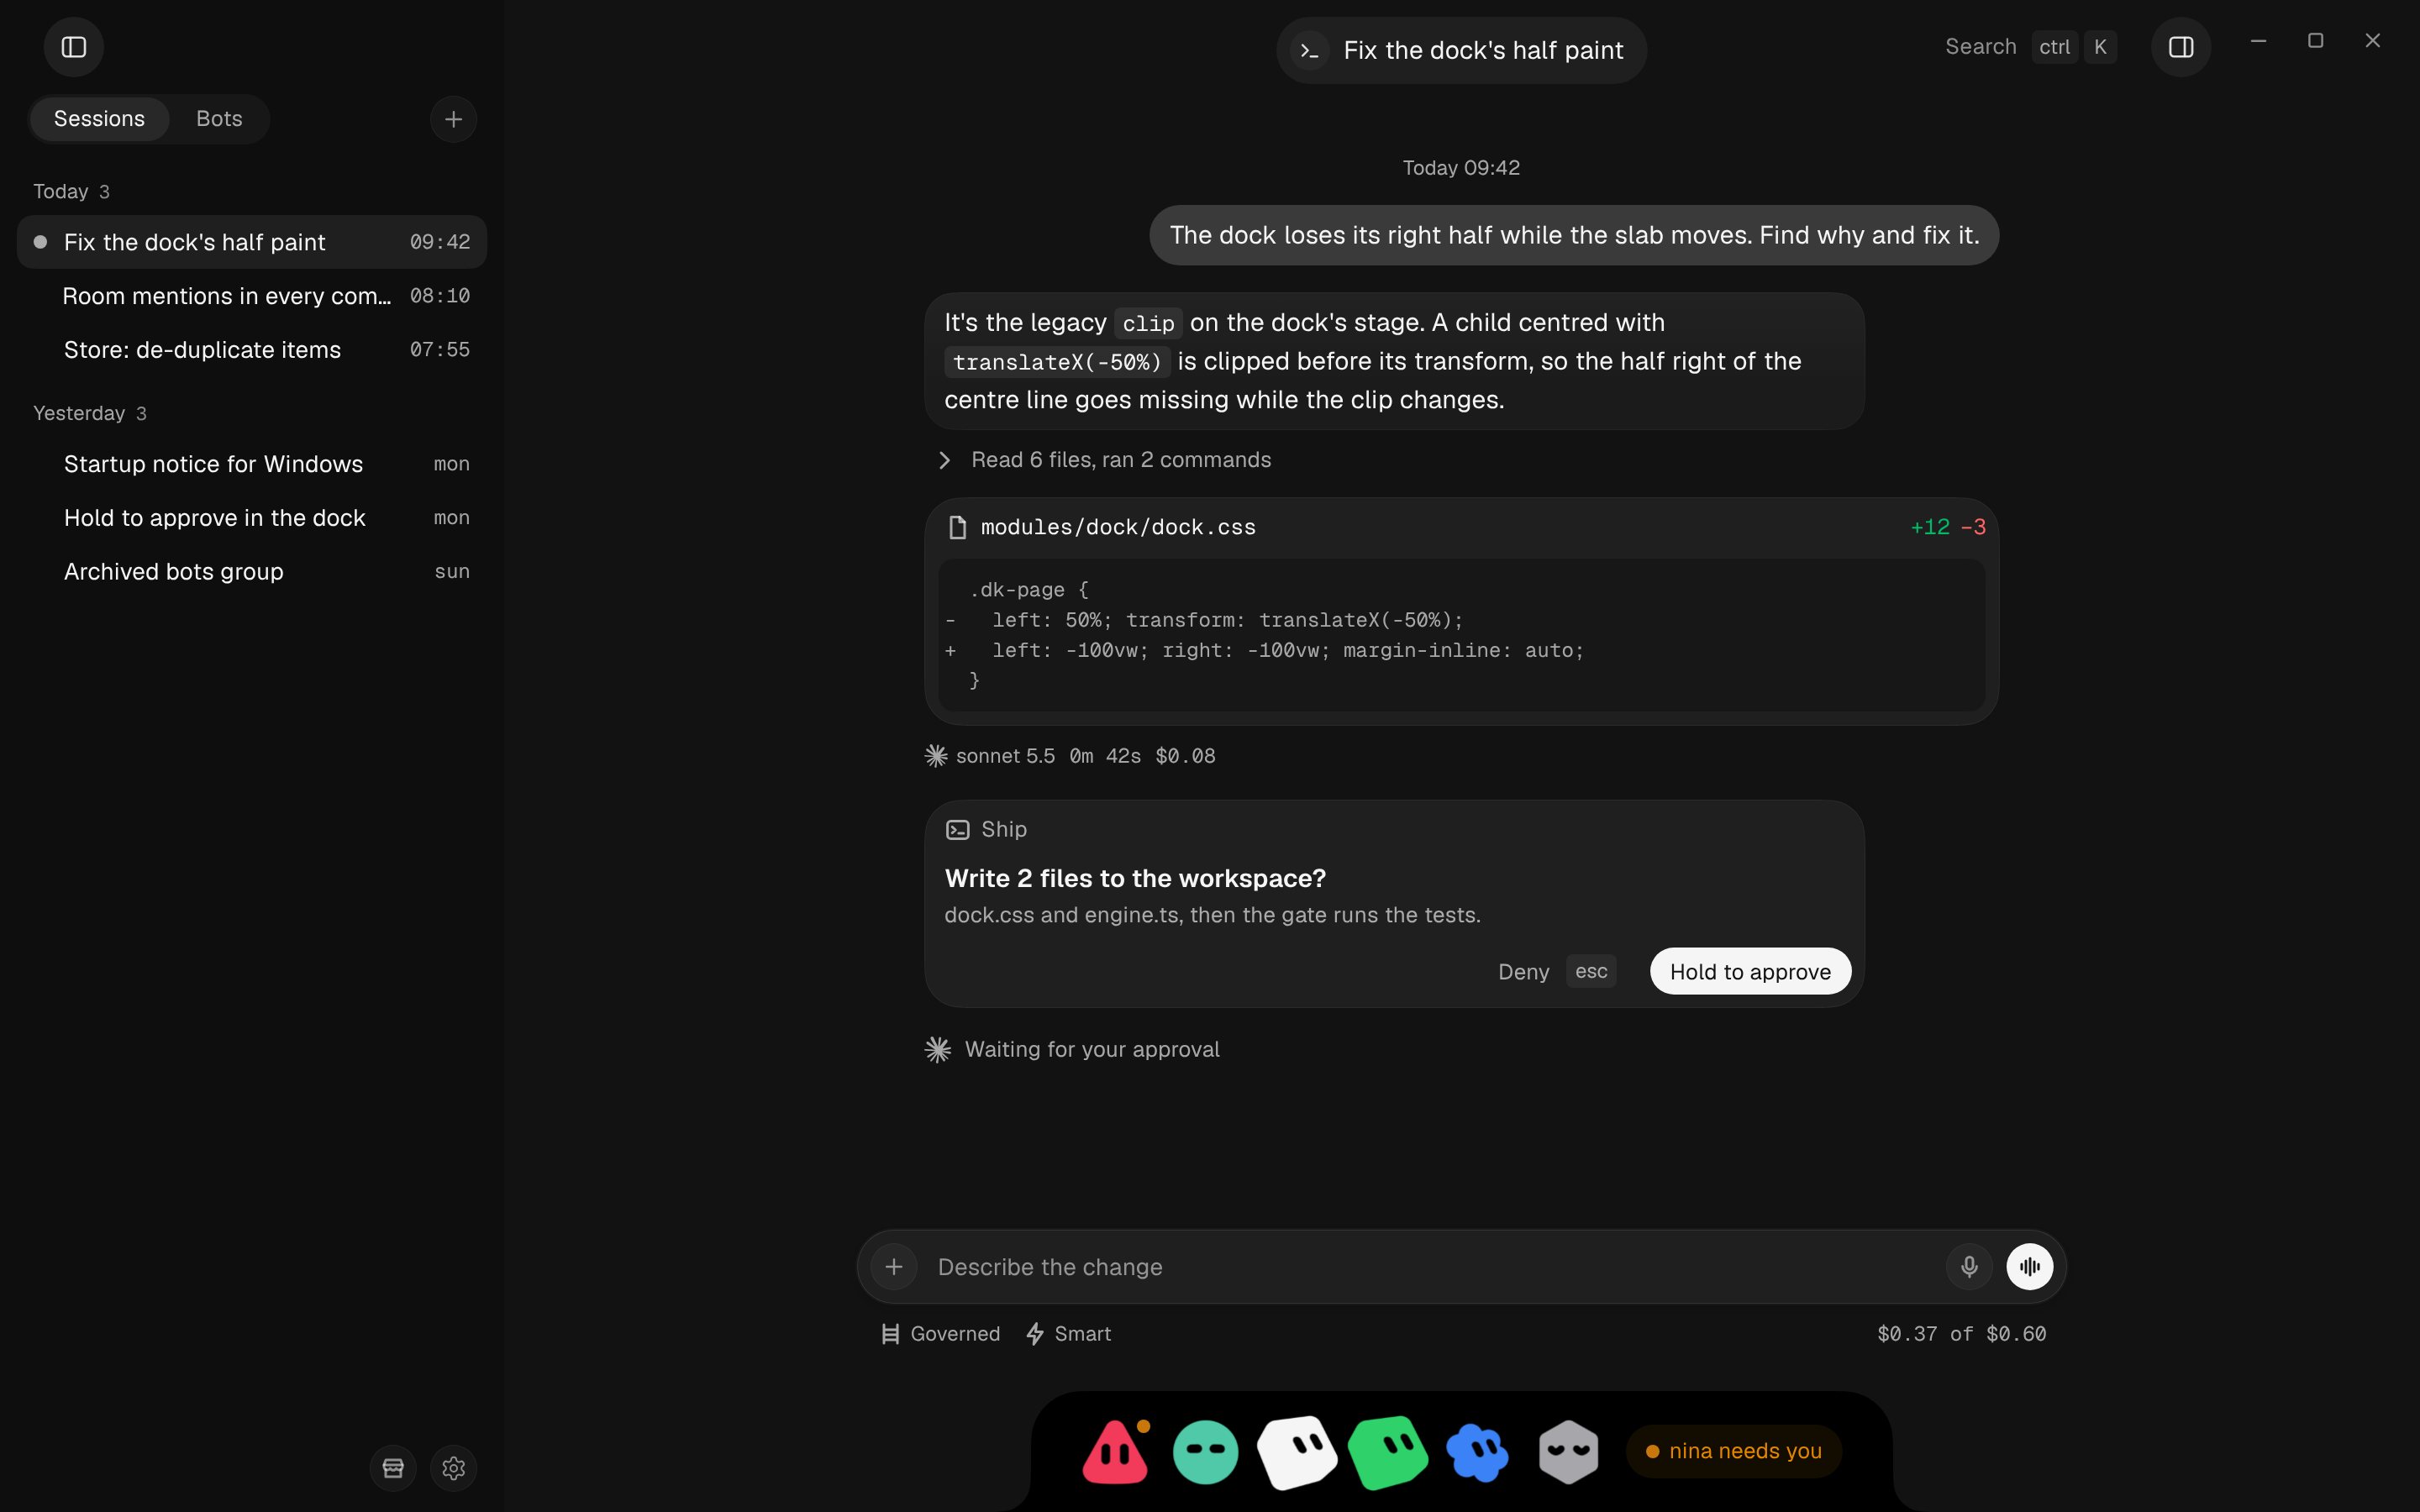 Fix the dock's half paint
Search ctrl K
Sessions Bots
Today 3
Fix the dock's half paint 09:42
Room mentions in every com... 08:10
Store: de-duplicate items 07:55
Yesterday 3
Startup notice for Windows mon
Hold to approve in the dock mon
Archived bots group sun
Today 09:42
The dock loses its right half while the slab moves. Find why and fix it.
It's the legacy clip on the dock's stage. A child centred with
translateX(-50%) is clipped before its transform, so the half right of the
centre line goes missing while the clip changes.
Read 6 files, ran 2 commands
modules/dock/dock.css +12 −3
.dk-page {
-   left: 50%; transform: translateX(-50%);
+   left: -100vw; right: -100vw; margin-inline: auto;
}
sonnet 5.5 0m 42s $0.08
Ship
Write 2 files to the workspace?
dock.css and engine.ts, then the gate runs the tests.
Deny esc Hold to approve
Waiting for your approval
Describe the change
Governed Smart $0.37 of $0.60
nina needs you